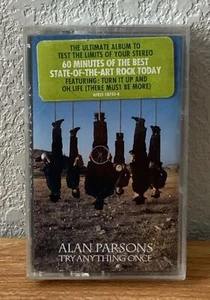 THE ULTIMATE ALBUM TO
TEST THE LIMITS OF YOUR STEREO
60 MINUTES OF THE BEST
STATE-OF-THE-ART ROCK TODAY
FEATURING: TURN IT UP AND
OH LIFE (THERE MUST BE MORE)
ALAN PARSONS
TRY ANYTHING ONCE